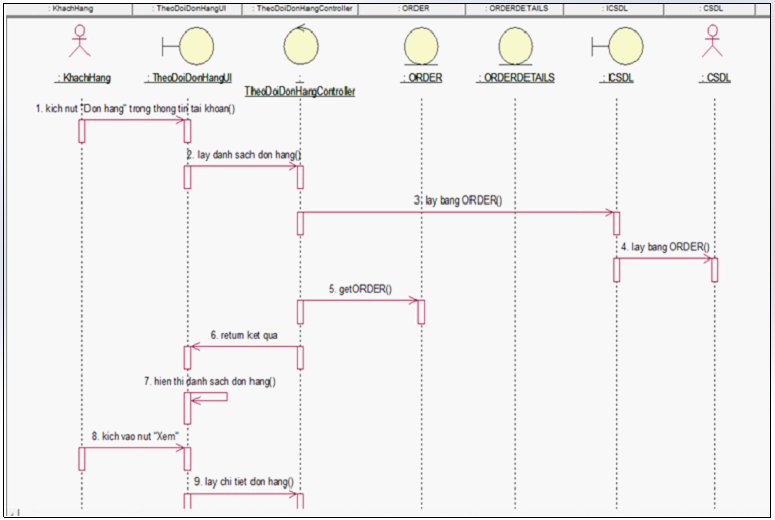 : KhachHang
: TheoDoiDonHangUI
: TheoDoiDonHangController
: ORDER
: ORDERDETAILS
: ICSDL
: CSDL
: KhachHang
: TheoDoiDonHangUI
:
TheoDoiDonHangController
: ORDER
: ORDERDETAILS
: ICSDL
: CSDL
1. kich nut "Don hang" trong thong tin tai khoan()
2. lay danh sach don hang()
3. lay bang ORDER()
4. lay bang ORDER()
5. getORDER()
6. return ket qua
7. hien thi danh sach don hang()
8. kich vao nut "Xem"
9. lay chi tiet don hang()